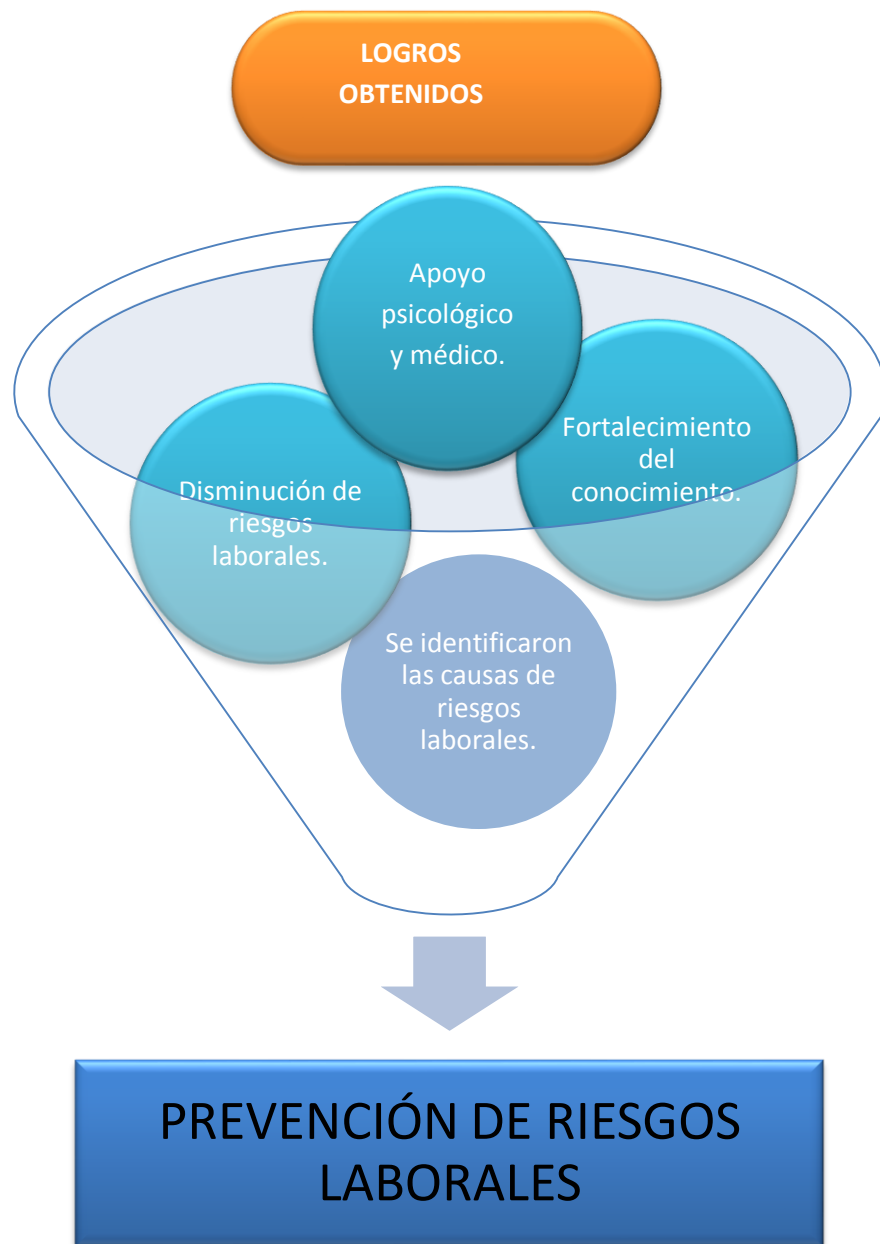 LOGROS
OBTENIDOS
Apoyo
psicológico
y médico.
Fortalecimiento
del
conocimiento.
Disminución de
riesgos
laborales.
Se identificaron
las causas de
riesgos
laborales.
PREVENCIÓN DE RIESGOS
LABORALES